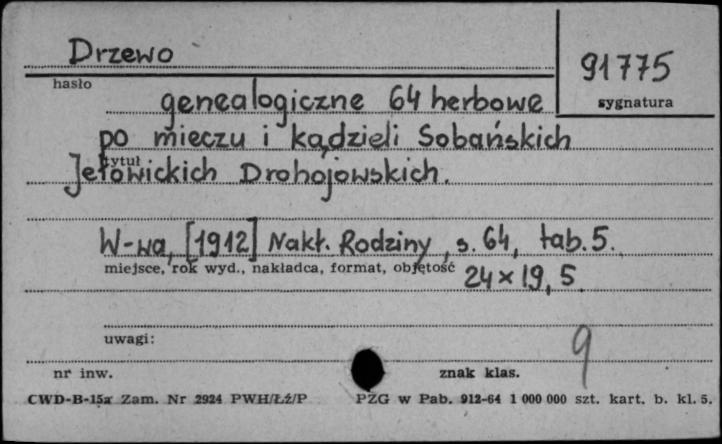 Drzewo
91775
hasło
sygnatura
genealogiczne 64 herbowe
po mieczu i kądzieli Sobańskich
tytuł
Jełowickich Drohojowskich.
W-wa, [1912] Nakł. Rodziny, s. 64, tab. 5.
miejsce, rok wyd., nakładca, format, objętość
24 × 19,5
uwagi:
9
nr inw.
znak klas.
CWD-B-15a Zam. Nr 2924 PWH/Łź/P PZG w Pab. 912-64 1 000 000 szt. kart. b. kl. 5.